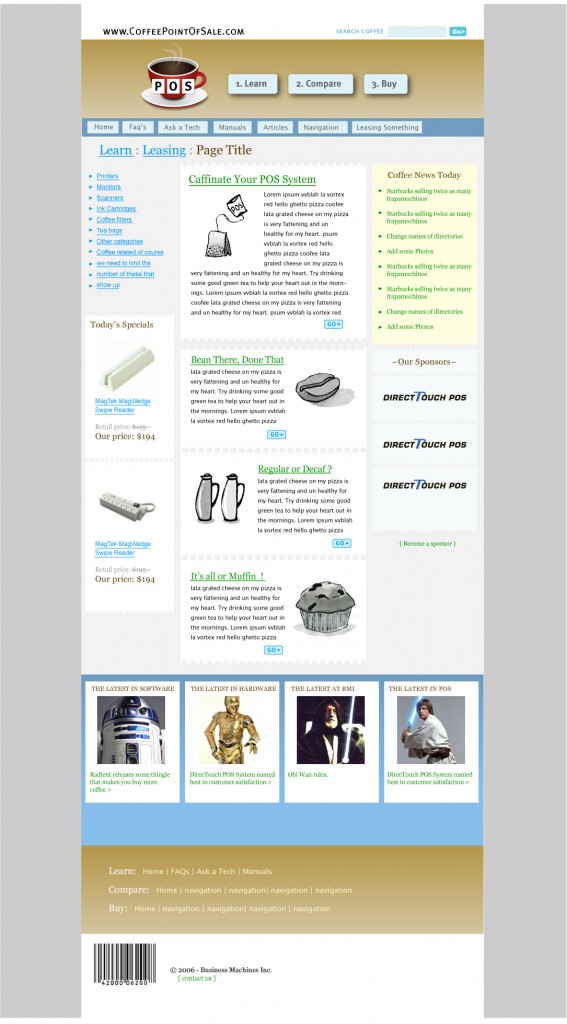 www.CoffeePointOfSale.com
SEARCH COFFEE
Go>
POS
1. Learn
2. Compare
3. Buy
Home
Faq's
Ask a Tech
Manuals
Articles
Navigation
Leasing Something
Learn : Leasing : Page Title
Printers
Monitors
Scanners
Ink Cartridges
Coffee filters
Tea bags
Other categories
Coffee related of course
we need to limit the
number of these that
show up
Today's Specials
MagTek MagWedge
Swipe Reader
Retail price: $195
Our price: $194
MagTek MagWedge
Swipe Reader
Retail price: $195
Our price: $194
Caffinate Your POS System
POS
Lorem ipsum vvblah la vortex
red hello ghetto pizza coofee
lata grated cheese on my pizza
is very fattening and un
healthy for my heart. psum
vvblah la vortex red hello
ghetto pizza coofee lata
grated cheese on my pizza is
very fattening and un healthy for my heart. Try drinking
some good green tea to help your heart out in the morn-
ings. Lorem ipsum vvblah la vortex red hello ghetto pizza
coofee lata grated cheese on my pizza is very fattening
and un healthy for my heart. Try drinking some good
GO
Bean There, Done That
lata grated cheese on my pizza is
very fattening and un healthy for
my heart. Try drinking some good
green tea to help your heart out in
the mornings. Lorem ipsum vvblah
la vortex red hello ghetto pizza
GO
Regular or Decaf ?
lata grated cheese on my pizza is
very fattening and un healthy for
my heart. Try drinking some good
green tea to help your heart out in
the mornings. Lorem ipsum vvblah
la vortex red hello ghetto pizza
GO
It's all or Muffin !
lata grated cheese on my pizza is
very fattening and un healthy for
my heart. Try drinking some good
green tea to help your heart out in
the mornings. Lorem ipsum vvblah
la vortex red hello ghetto pizza
GO
Coffee News Today
Starbucks selling twice as many
frapamochinos
Starbucks selling twice as many
frapamochinos
Change names of directories
Add some Photos
Starbucks selling twice as many
frapamochinos
Starbucks selling twice as many
frapamochinos
Change names of directories
Add some Photos
–Our Sponsors–
DIRECTTOUCH POS
DIRECTTOUCH POS
DIRECTTOUCH POS
{ Become a sponsor }
THE LATEST IN SOFTWARE
Radient releases some thingie
that makes you buy more
coffee >
THE LATEST IN HARDWARE
DirecTouch POS System named
best in customer satisfaction >
THE LATEST AT BMI
Obi Wan rules.
THE LATEST IN POS
DirecTouch POS System named
best in customer satisfaction >
Learn: Home | FAQs | Ask a Tech | Manuals
Compare: Home | navigation | navigation| navigation | navigation
Buy: Home | navigation | navigation| navigation | navigation
42000 06200
© 2006 - Business Machines Inc.
[ contact us ]